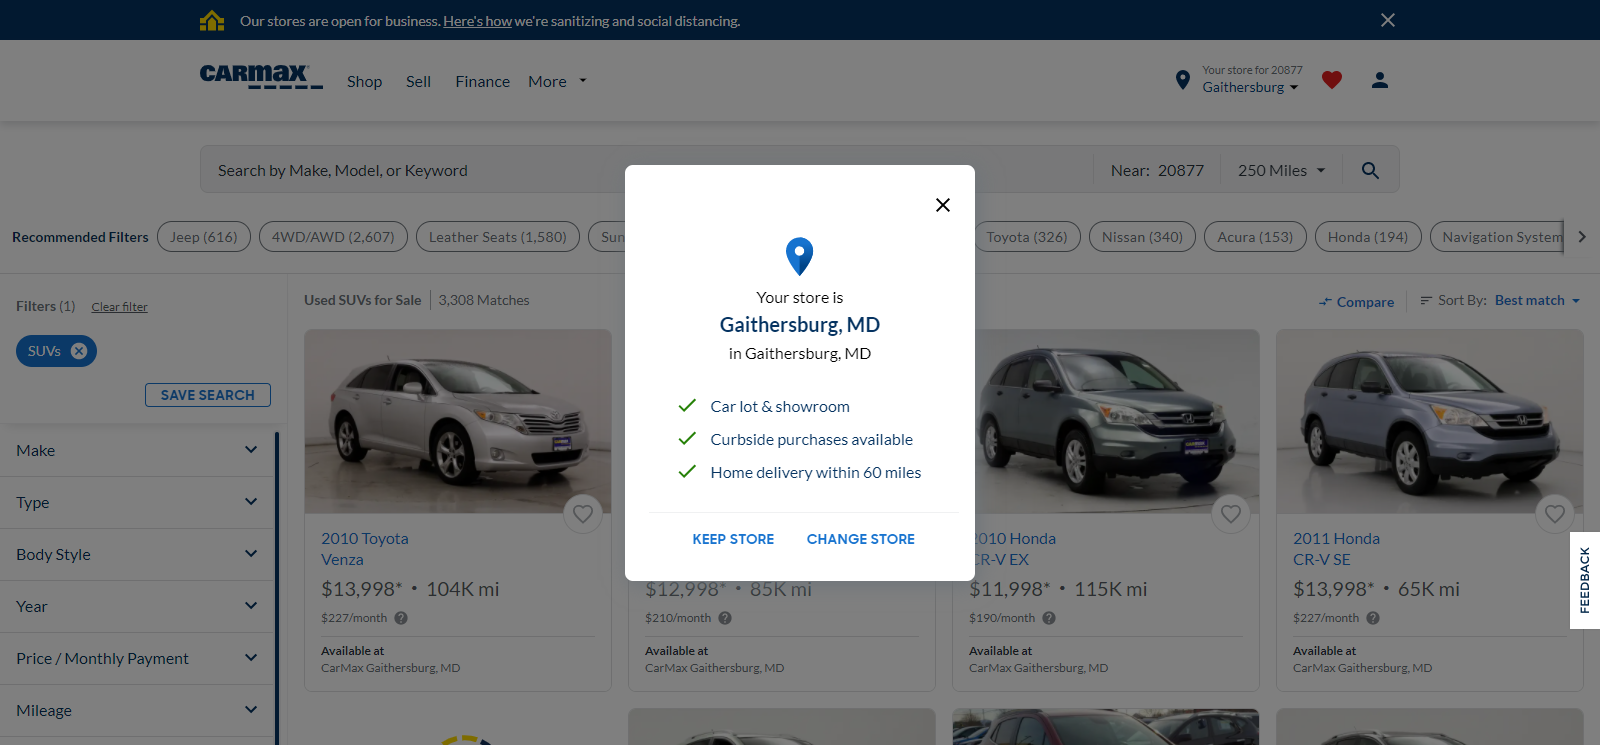 Our stores are open for business. Here's how we're sanitizing and social distancing.
CARMAX
Shop
Sell
Finance
More
Your store for 20877
Gaithersburg
Search by Make, Model, or Keyword
Near: 20877
250 Miles
Recommended Filters
Jeep (616)
4WD/AWD (2,607)
Leather Seats (1,580)
Sun
Toyota (326)
Nissan (340)
Acura (153)
Honda (194)
Navigation System
Filters (1)
Clear filter
SUVs
SAVE SEARCH
Make
Type
Body Style
Year
Price / Monthly Payment
Mileage
Used SUVs for Sale
3,308 Matches
Compare
Sort By: Best match
Your store is
Gaithersburg, MD
in Gaithersburg, MD
Car lot & showroom
Curbside purchases available
Home delivery within 60 miles
KEEP STORE
CHANGE STORE
2010 Toyota
Venza
$13,998* • 104K mi
$227/month
Available at
CarMax Gaithersburg, MD
$12,998* • 85K mi
$210/month
Available at
CarMax Gaithersburg, MD
2010 Honda
CR-V EX
$11,998* • 115K mi
$190/month
Available at
CarMax Gaithersburg, MD
2011 Honda
CR-V SE
$13,998* • 65K mi
$227/month
Available at
CarMax Gaithersburg, MD
FEEDBACK